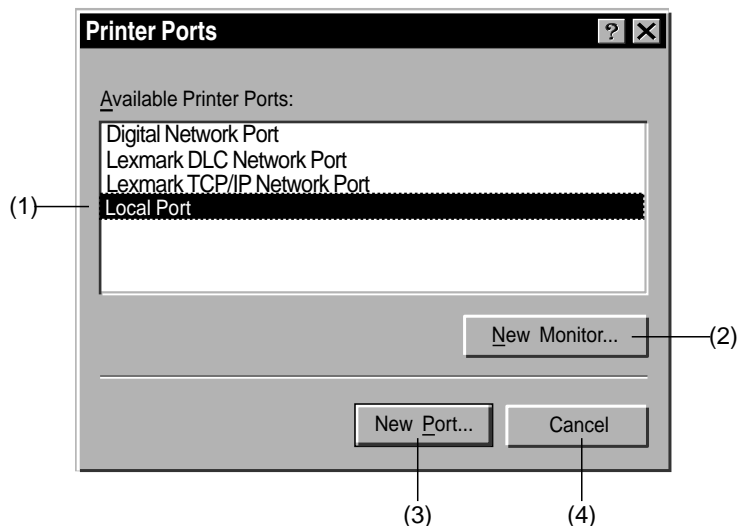 Printer Ports
Available Printer Ports:
Digital Network Port
Lexmark DLC Network Port
Lexmark TCP/IP Network Port
(1)
Local Port
New Monitor...
(2)
New Port...
Cancel
(3)
(4)